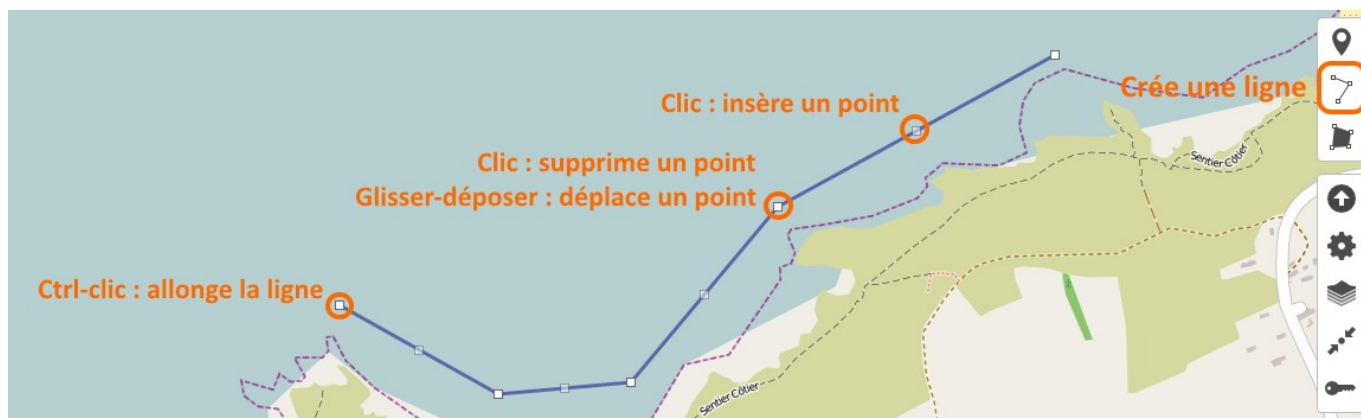 Crée une ligne
Clic : insère un point
Sentier Côtier
Clic : supprime un point
Glisser-déposer : déplace un point
Ctrl-clic : allonge la ligne
Sentier Côtier